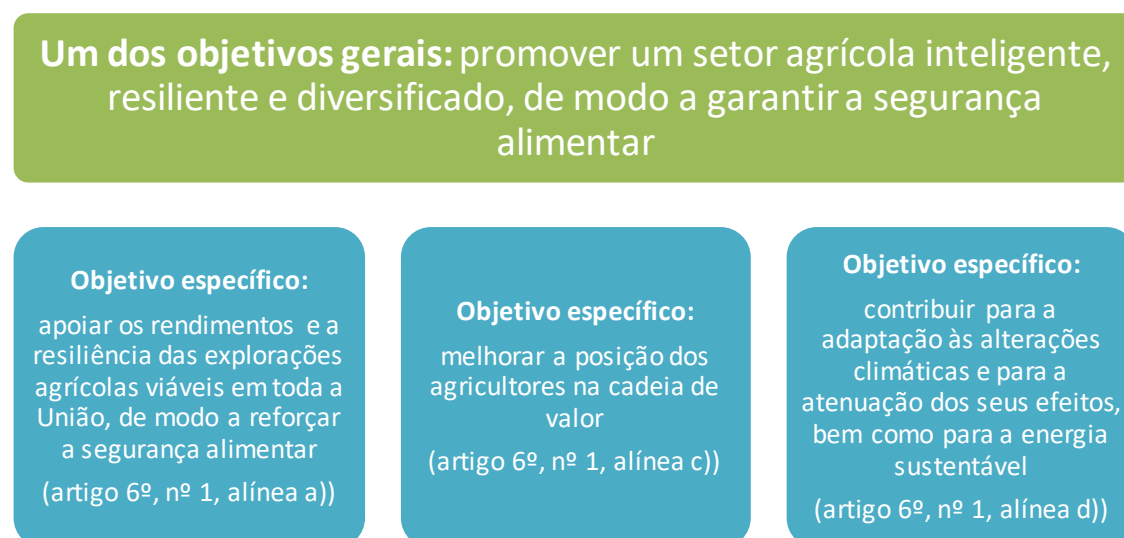 Um dos objetivos gerais: promover um setor agrícola inteligente,
resiliente e diversificado, de modo a garantir a segurança
alimentar
Objetivo específico:
apoiar os rendimentos e a
resiliência das explorações
agrícolas viáveis em toda a
União, de modo a reforçar
a segurança alimentar
(artigo 6º, nº 1, alínea a))
Objetivo específico:
melhorar a posição dos
agricultores na cadeia de
valor
(artigo 6º, nº 1, alínea c))
Objetivo específico:
contribuir para a
adaptação às alterações
climáticas e para a
atenuação dos seus efeitos,
bem como para a energia
sustentável
(artigo 6º, nº 1, alínea d))